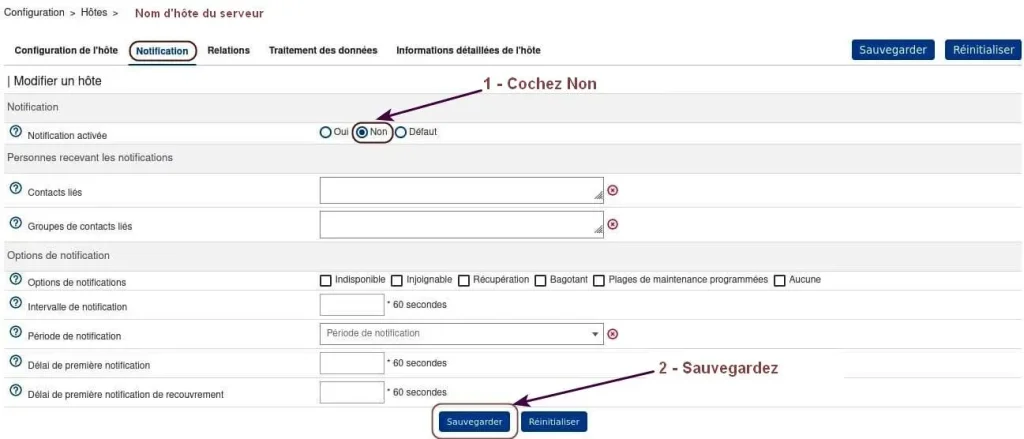 Configuration > Hôtes > Nom d'hôte du serveur
Configuration de l'hôte Notification Relations Traitement des données Informations détaillées de l'hôte Sauvegarder Réinitialiser
| Modifier un hôte
1 - Cochez Non
Notification
Notification activée Oui Non Défaut
Personnes recevant les notifications
Contacts liés
Groupes de contacts liés
Options de notification
Options de notifications Indisponible Injoignable Récupération Bagotant Plages de maintenance programmées Aucune
Intervalle de notification * 60 secondes
Période de notification Période de notification
Délai de première notification * 60 secondes
2 - Sauvegardez
Délai de première notification de recouvrement * 60 secondes
Sauvegarder Réinitialiser